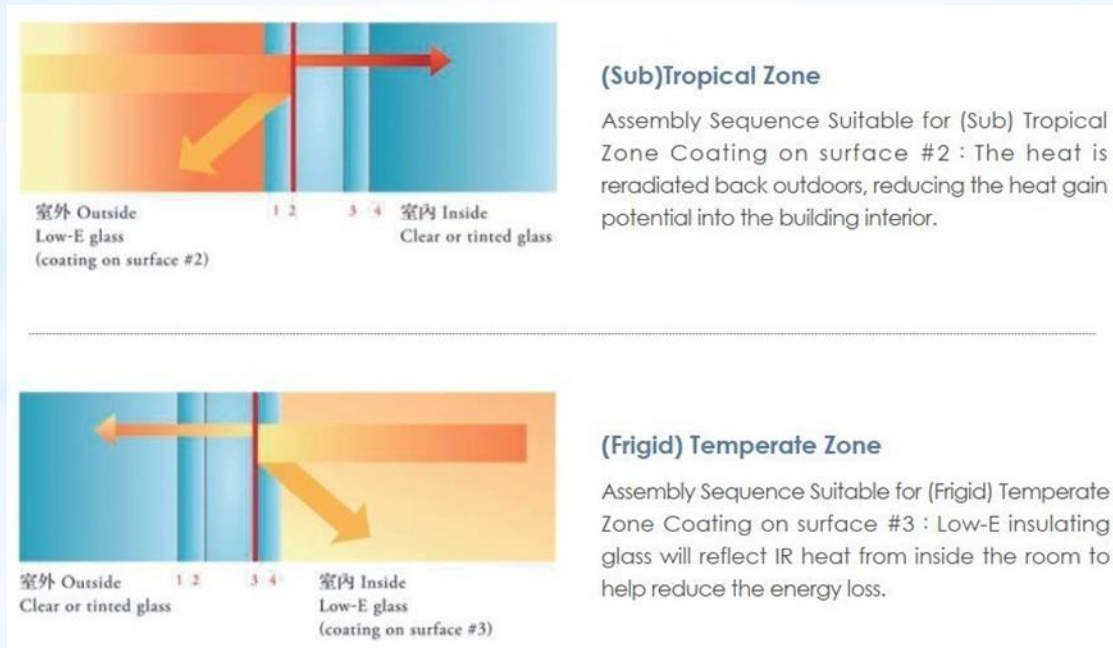 (Sub)Tropical Zone
Assembly Sequence Suitable for (Sub) Tropical
Zone Coating on surface #2 : The heat is
reradiated back outdoors, reducing the heat gain
potential into the building interior.
室外 Outside
Low-E glass
(coating on surface #2)
1 2
3 4
室內 Inside
Clear or tinted glass
(Frigid) Temperate Zone
Assembly Sequence Suitable for (Frigid) Temperate
Zone Coating on surface #3 : Low-E insulating
glass will reflect IR heat from inside the room to
help reduce the energy loss.
室外 Outside
Clear or tinted glass
1 2
3 4
室內 Inside
Low-E glass
(coating on surface #3)